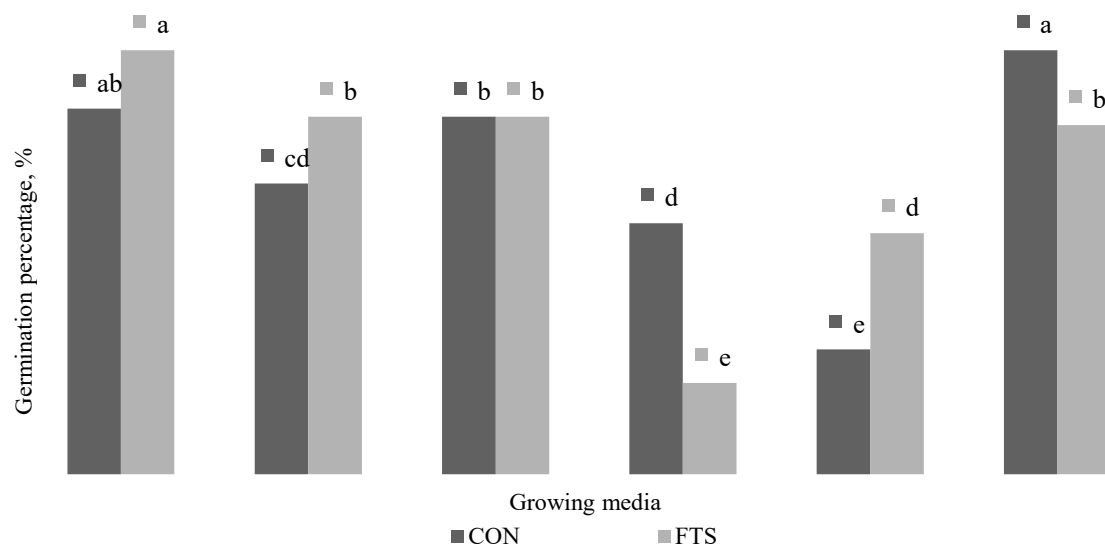 a
ab
b
cd
b
b
d
e
e
d
a
b
Germination percentage, %
Growing media
CON FTS